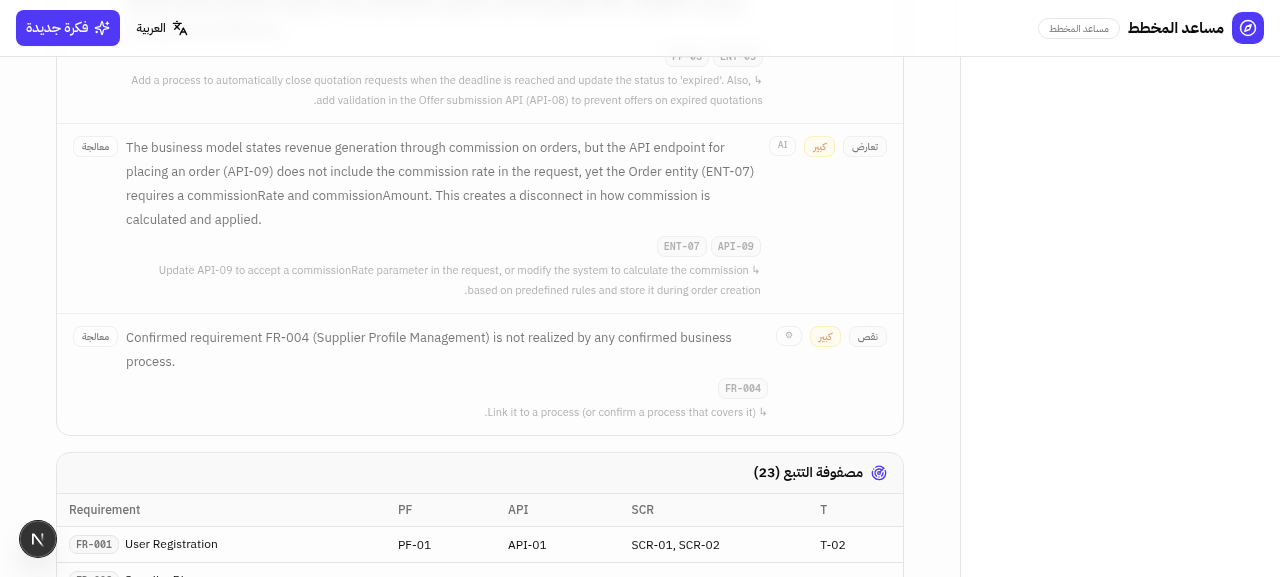 مساعد المخطط
مساعد المخطط
العربية
فكرة جديدة
↳ Add a process to automatically close quotation requests when the deadline is reached and update the status to 'expired'. Also,
add validation in the Offer submission API (API-08) to prevent offers on expired quotations.
تعارض
كبير
AI
The business model states revenue generation through commission on orders, but the API endpoint for
placing an order (API-09) does not include the commission rate in the request, yet the Order entity (ENT-07)
requires a commissionRate and commissionAmount. This creates a disconnect in how commission is
calculated and applied.
معالجة
API-09
ENT-07
↳ Update API-09 to accept a commissionRate parameter in the request, or modify the system to calculate the commission
based on predefined rules and store it during order creation.
نقص
كبير
Confirmed requirement FR-004 (Supplier Profile Management) is not realized by any confirmed business
process.
معالجة
FR-004
↳ Link it to a process (or confirm a process that covers it).
مصفوفة التتبع (23)
Requirement PF API SCR T
FR-001 User Registration PF-01 API-01 SCR-01, SCR-02 T-02